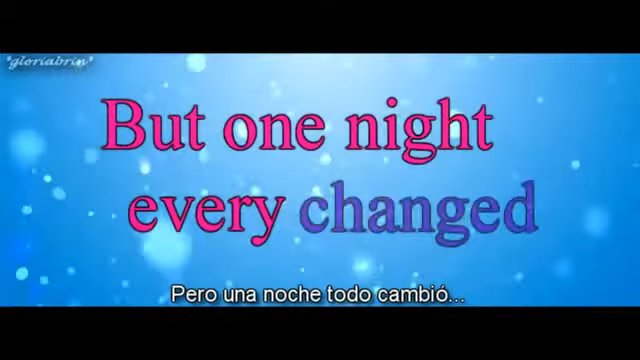 *gloriabrin*
But one night
every changed
Pero una noche todo cambió...